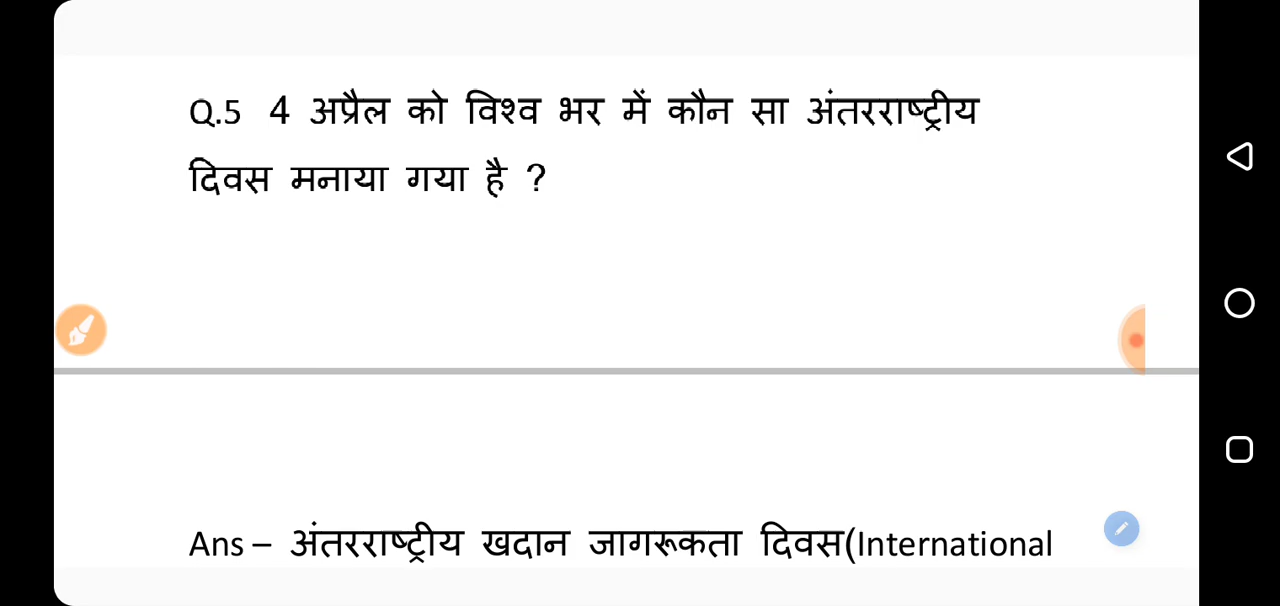 Q.5 4 अप्रैल को विश्व भर में कौन सा अंतरराष्ट्रीय
दिवस मनाया गया है ?
Ans – अंतरराष्ट्रीय खदान जागरूकता दिवस(International